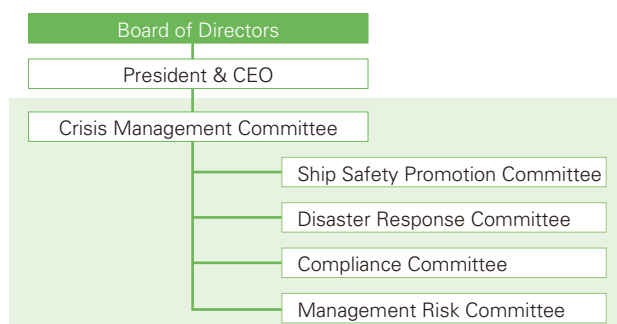 Board of Directors
President & CEO
Crisis Management Committee
Ship Safety Promotion Committee
Disaster Response Committee
Compliance Committee
Management Risk Committee